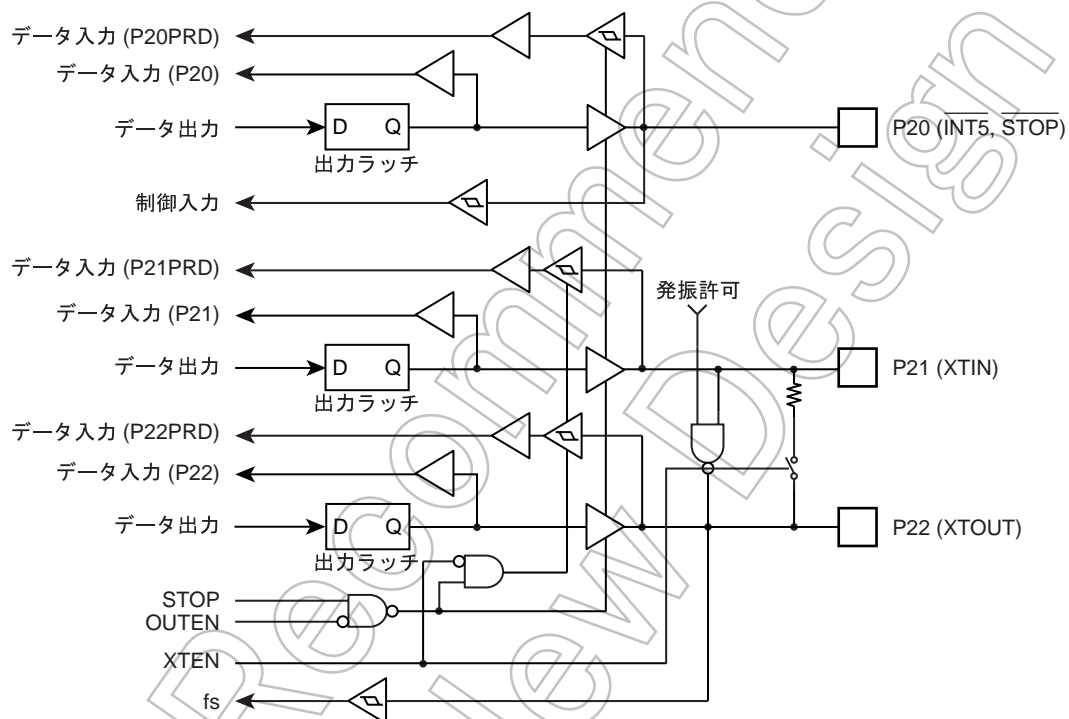 データ入力 (P20PRD)
データ入力 (P20)
データ出力
D Q
出力ラッチ
P20 (INT5, STOP)
制御入力
データ入力 (P21PRD)
発振許可
データ入力 (P21)
データ出力
D Q
出力ラッチ
P21 (XTIN)
データ入力 (P22PRD)
データ入力 (P22)
データ出力
D Q
出力ラッチ
P22 (XTOUT)
STOP
OUTEN
XTEN
fs
Recommen
ew Design